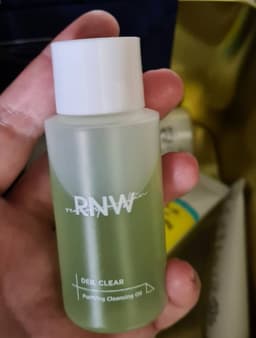 RNW
DER. CLEAR
Purifying Cleansing Oil